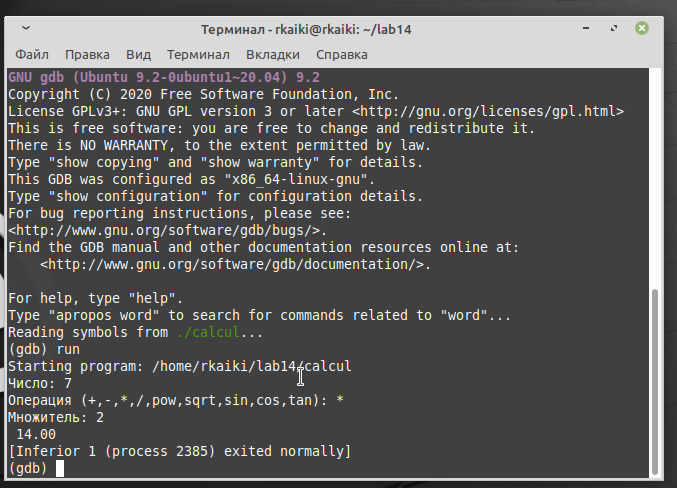 Терминал - rkaiki@rkaiki: ~/lab14
Файл Правка Вид Терминал Вкладки Справка
GNU gdb (Ubuntu 9.2-0ubuntu1~20.04) 9.2
Copyright (C) 2020 Free Software Foundation, Inc.
License GPLv3+: GNU GPL version 3 or later <http://gnu.org/licenses/gpl.html>
This is free software: you are free to change and redistribute it.
There is NO WARRANTY, to the extent permitted by law.
Type "show copying" and "show warranty" for details.
This GDB was configured as "x86_64-linux-gnu".
Type "show configuration" for configuration details.
For bug reporting instructions, please see:
<http://www.gnu.org/software/gdb/bugs/>.
Find the GDB manual and other documentation resources online at:
    <http://www.gnu.org/software/gdb/documentation/>.

For help, type "help".
Type "apropos word" to search for commands related to "word"...
Reading symbols from ./calcul...
(gdb) run
Starting program: /home/rkaiki/lab14/calcul
Число: 7
Операция (+,-,*,/,pow,sqrt,sin,cos,tan): *
Множитель: 2
 14.00
[Inferior 1 (process 2385) exited normally]
(gdb)